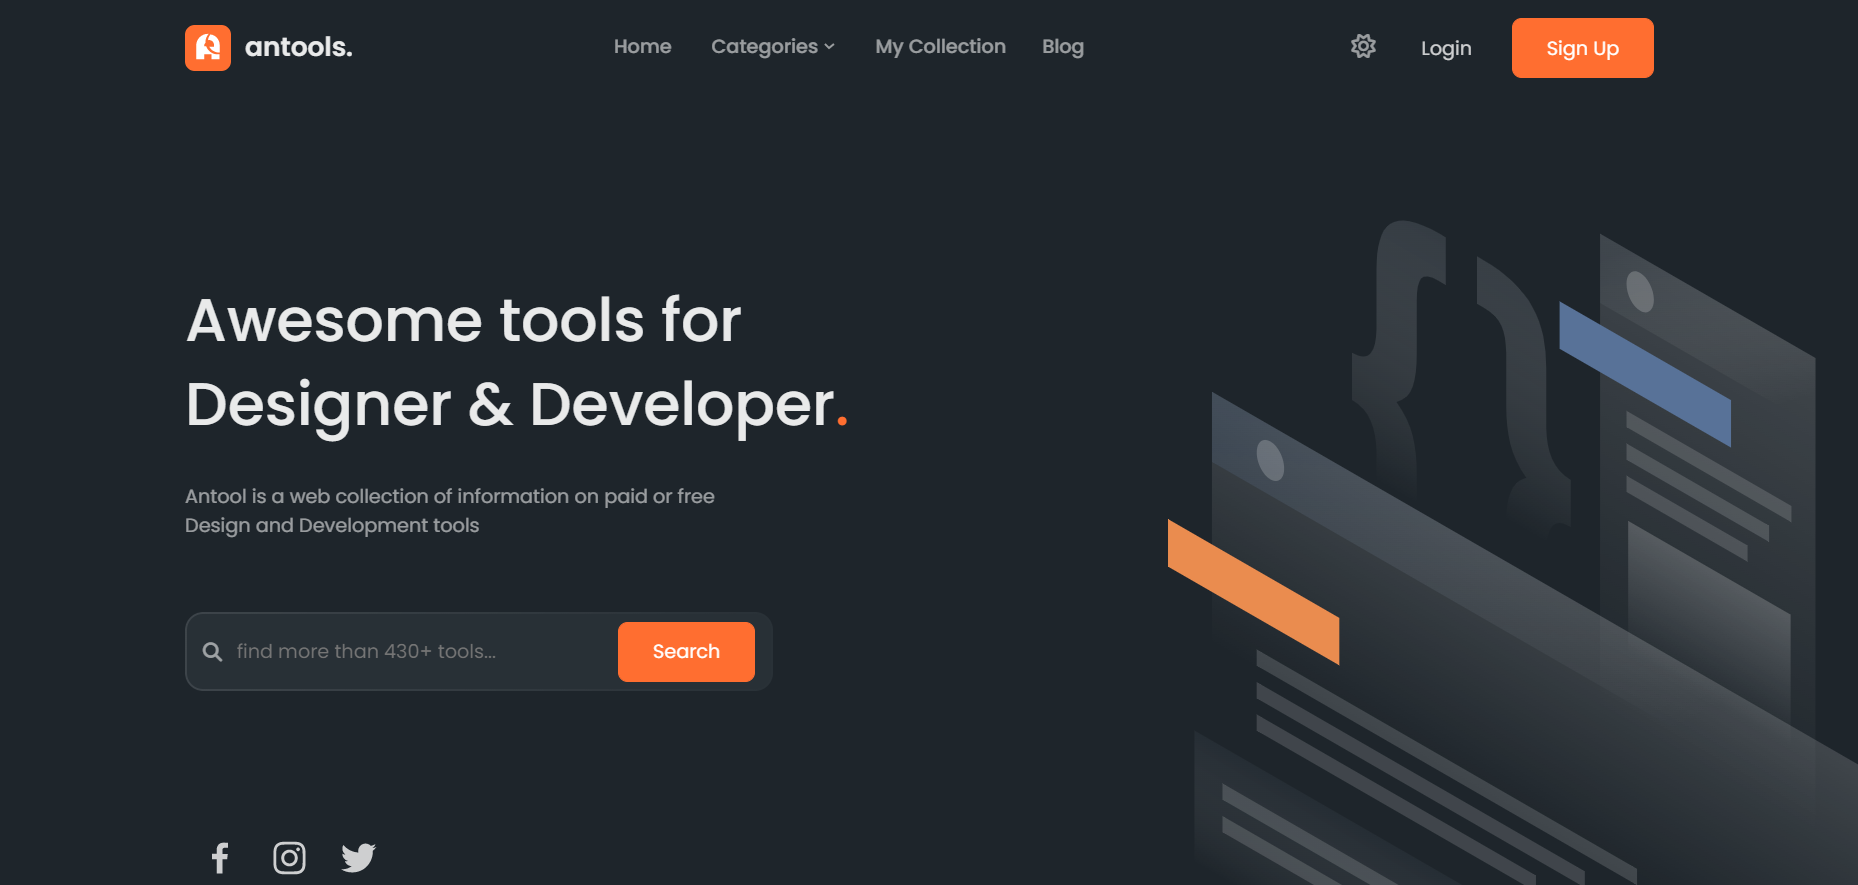 antools.
Home
Categories
My Collection
Blog
Login
Sign Up
Awesome tools for
Designer & Developer.
Antool is a web collection of information on paid or free
Design and Development tools
find more than 430+ tools...
Search